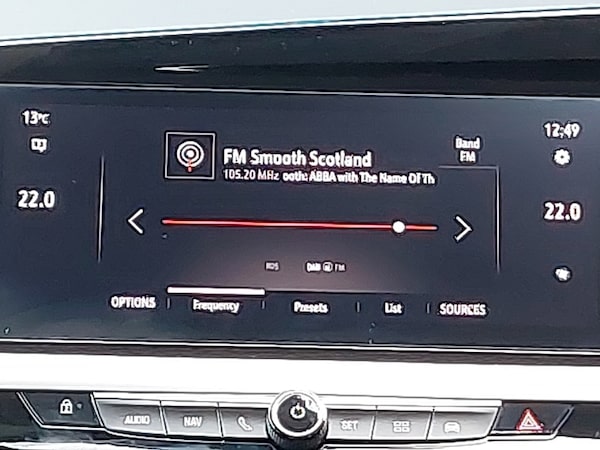 13°C
12:49
FM Smooth Scotland
Band
FM
105.20 MHz ooth: ABBA with The Name Of Th
22.0
22.0
RDS DAB FM
OPTIONS Frequency Presets List SOURCES
AUDIO NAV SET